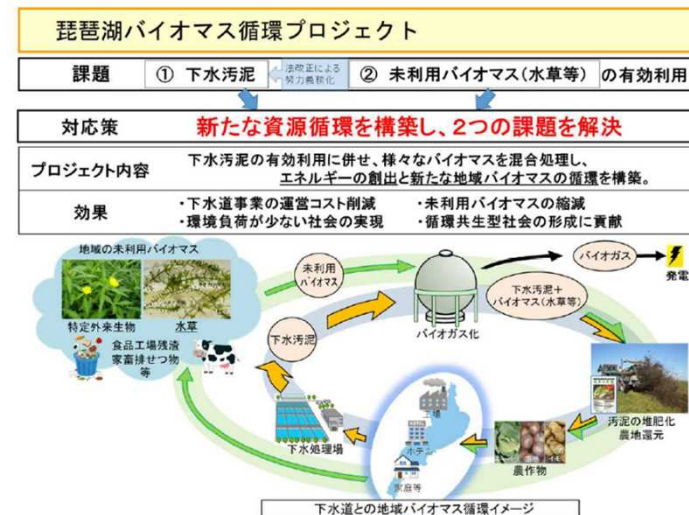 琵琶湖バイオマス循環プロジェクト
課題
① 下水汚泥
法改正による
努力義務化
② 未利用バイオマス(水草等)
の有効利用
対応策
新たな資源循環を構築し、2つの課題を解決
プロジェクト内容
下水汚泥の有効利用に併せ、様々なバイオマスを混合処理し、
エネルギーの創出と新たな地域バイオマスの循環を構築。
効果
・下水道事業の運営コスト削減
・未利用バイオマスの縮減
・環境負荷が少ない社会の実現
・循環共生型社会の形成に貢献
地域の未利用バイオマス
特定外来生物
水草
食品工場残渣
家畜排せつ物
等
未利用
バイオマス
バイオガス化
バイオガス
発電
下水汚泥+
バイオマス(水草等)
下水汚泥
汚泥の堆肥化
農地還元
下水処理場
工場
ホテル
家庭等
イモ
農作物
下水道との地域バイオマス循環イメージ